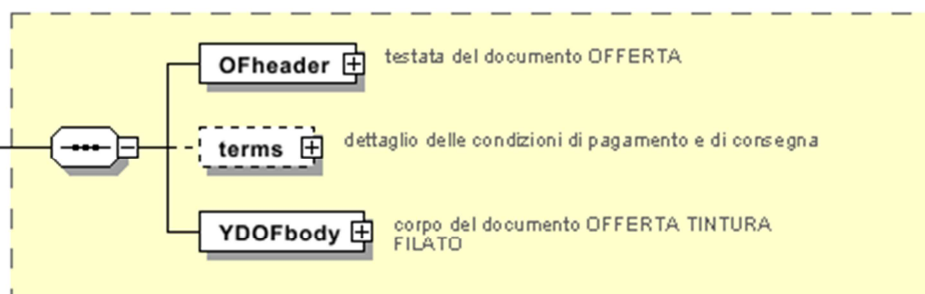 OFheader
testata del documento OFFERTA
terms
dettaglio delle condizioni di pagamento e di consegna
YDOFbody
corpo del documento OFFERTA TINTURA
FILATO